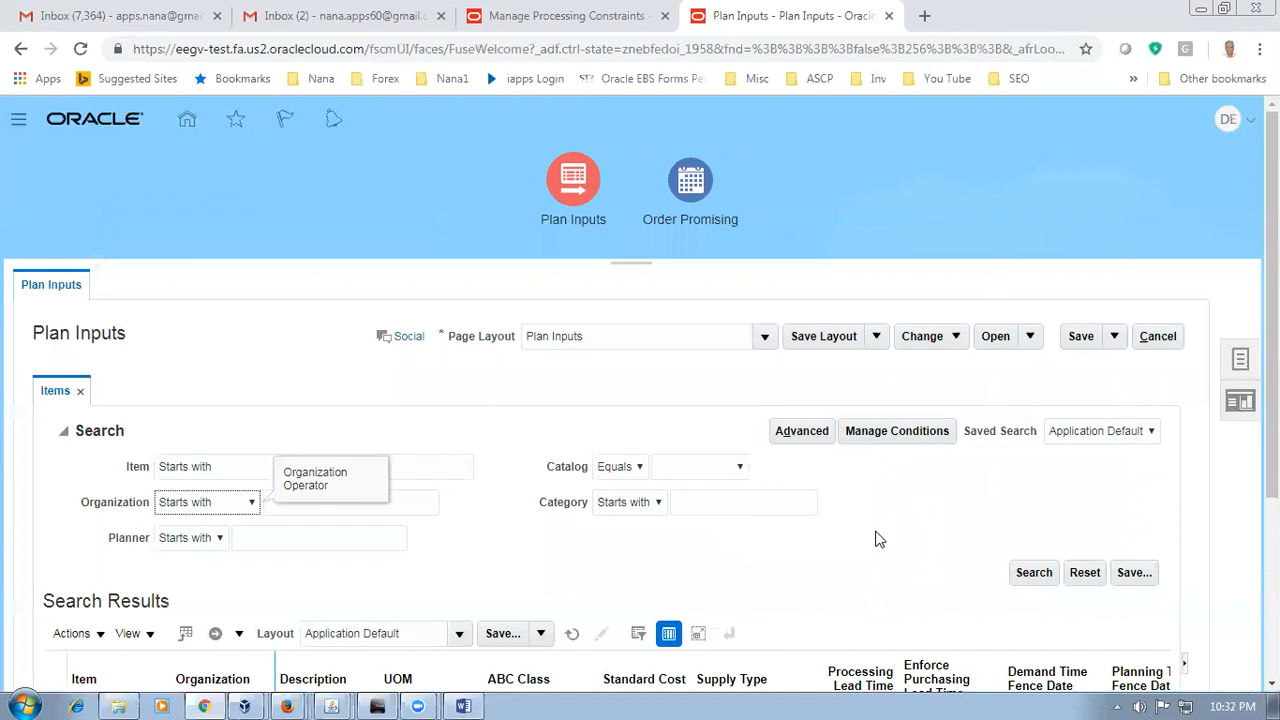 Inbox (7,364) - apps.nana@gma
Inbox (2) - nana.apps60@gmail.c
Manage Processing Constraints -
Plan Inputs - Plan Inputs - Oracle
https://eegv-test.fa.us2.oraclecloud.com/fscmUI/faces/FuseWelcome?_adf.ctrl-state=znebfedoi_1958&fnd=%3B%3B%3B%3Bfalse%3B256%3B%3B%3B&_afrLoo...
Apps
Suggested Sites
Bookmarks
Nana
Forex
Nana1
iapps Login
Oracle EBS Forms Pe
Misc
ASCP
Inv
You Tube
SEO
»
Other bookmarks
ORACLE
DE
Plan Inputs
Order Promising
Plan Inputs
Plan Inputs
Social
* Page Layout
Plan Inputs
Save Layout
Change
Open
Save
Cancel
Items
Search
Advanced
Manage Conditions
Saved Search
Application Default
Item
Starts with
Catalog
Equals
Organization
Operator
Organization
Starts with
Category
Starts with
Planner
Starts with
Search
Reset
Save...
Search Results
Actions
View
Layout
Application Default
Save...
Item
Organization
Description
UOM
ABC Class
Standard Cost
Supply Type
Processing
Lead Time
Enforce
Purchasing
Lead Time
Demand Time
Fence Date
Planning T
Fence Dat
10:32 PM